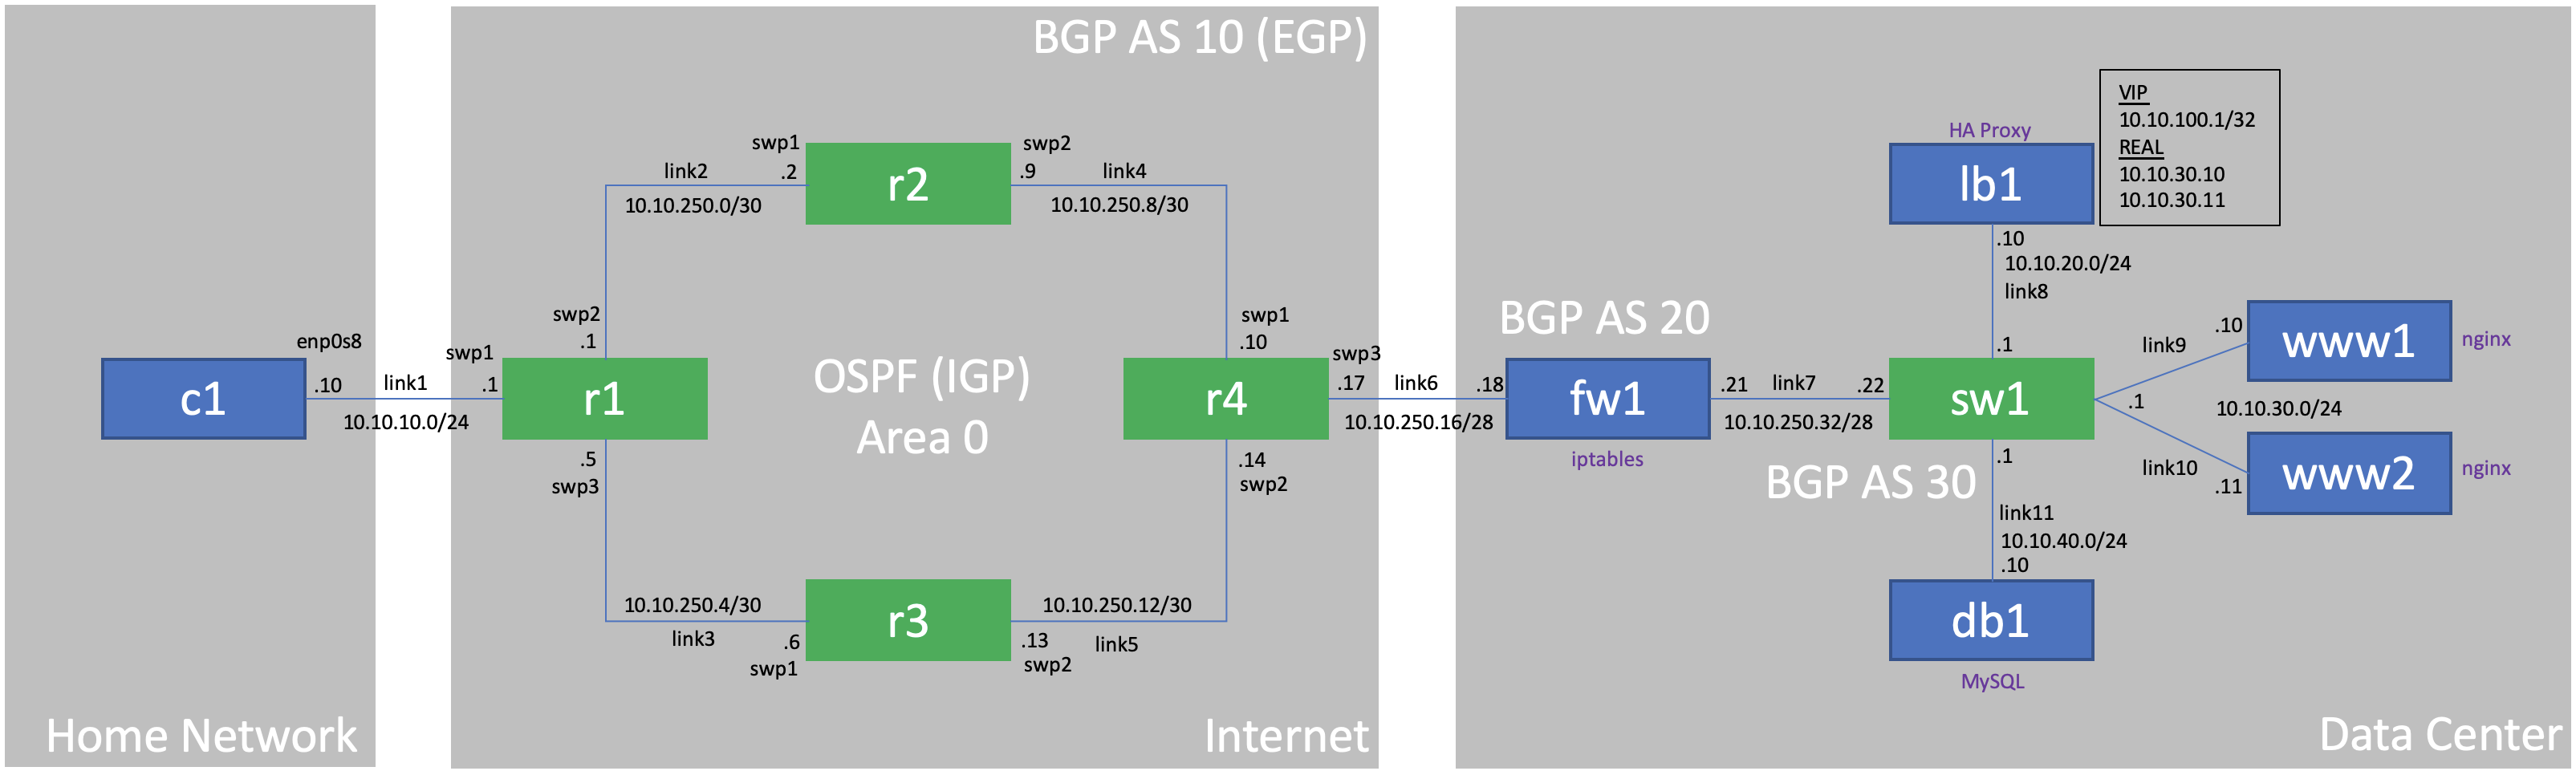 BGP AS 10 (EGP)
VIP
10.10.100.1/32
REAL
10.10.30.10
10.10.30.11
HA Proxy
lb1
.10
10.10.20.0/24
link8
.1
swp1
.2
link2
10.10.250.0/30
r2
swp2
.9
link4
10.10.250.8/30
swp2
.1
swp1
.10
enp0s8
c1
.10
link1
10.10.10.0/24
swp1
.1
r1
.5
swp3
OSPF (IGP)
Area 0
r4
swp3
.17
link6
10.10.250.16/28
.14
swp2
BGP AS 20
.18
fw1
iptables
.21
link7
10.10.250.32/28
.22
sw1
BGP AS 30
.1
link9
.10
www1
nginx
.1
10.10.30.0/24
link10
.11
www2
nginx
link11
10.10.40.0/24
.10
db1
MySQL
10.10.250.4/30
link3
.6
swp1
r3
.13
swp2
10.10.250.12/30
link5
Home Network
Internet
Data Center